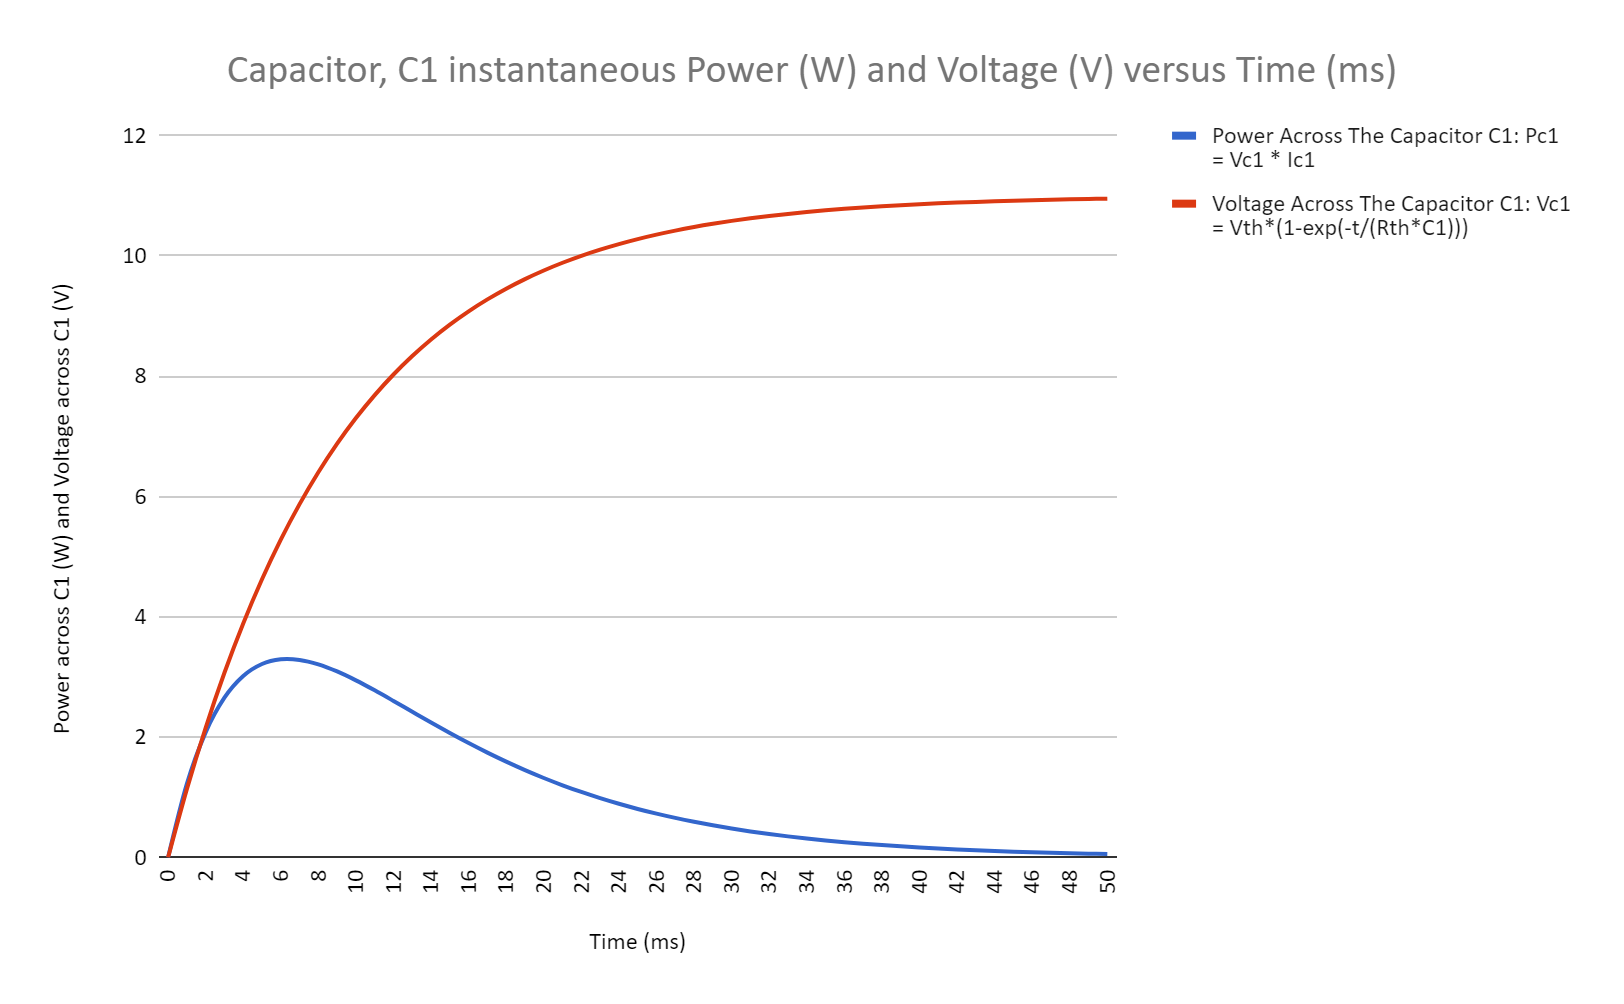 Capacitor, C1 instantaneous Power (W) and Voltage (V) versus Time (ms)
Power Across The Capacitor C1: Pc1
= Vc1 * Ic1
Voltage Across The Capacitor C1: Vc1
= Vth*(1-exp(-t/(Rth*C1)))
Power across C1 (W) and Voltage across C1 (V)
12
10
8
6
4
2
0
0 2 4 6 8 10 12 14 16 18 20 22 24 26 28 30 32 34 36 38 40 42 44 46 48 50
Time (ms)